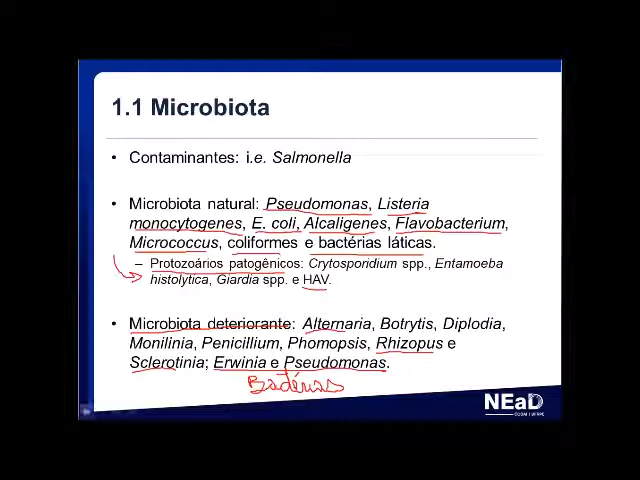 1.1 Microbiota
• Contaminantes: i.e. Salmonella
• Microbiota natural: Pseudomonas, Listeria
monocytogenes, E. coli, Alcaligenes, Flavobacterium,
Micrococcus, coliformes e bactérias láticas.
– Protozoários patogênicos: Crytosporidium spp., Entamoeba
histolytica, Giardia spp. e HAV.
• Microbiota deteriorante: Alternaria, Botrytis, Diplodia,
Monilinia, Penicillium, Phomopsis, Rhizopus e
Sclerotinia; Erwinia e Pseudomonas.
Bactérias
NEaD
CODAI | UFRPE